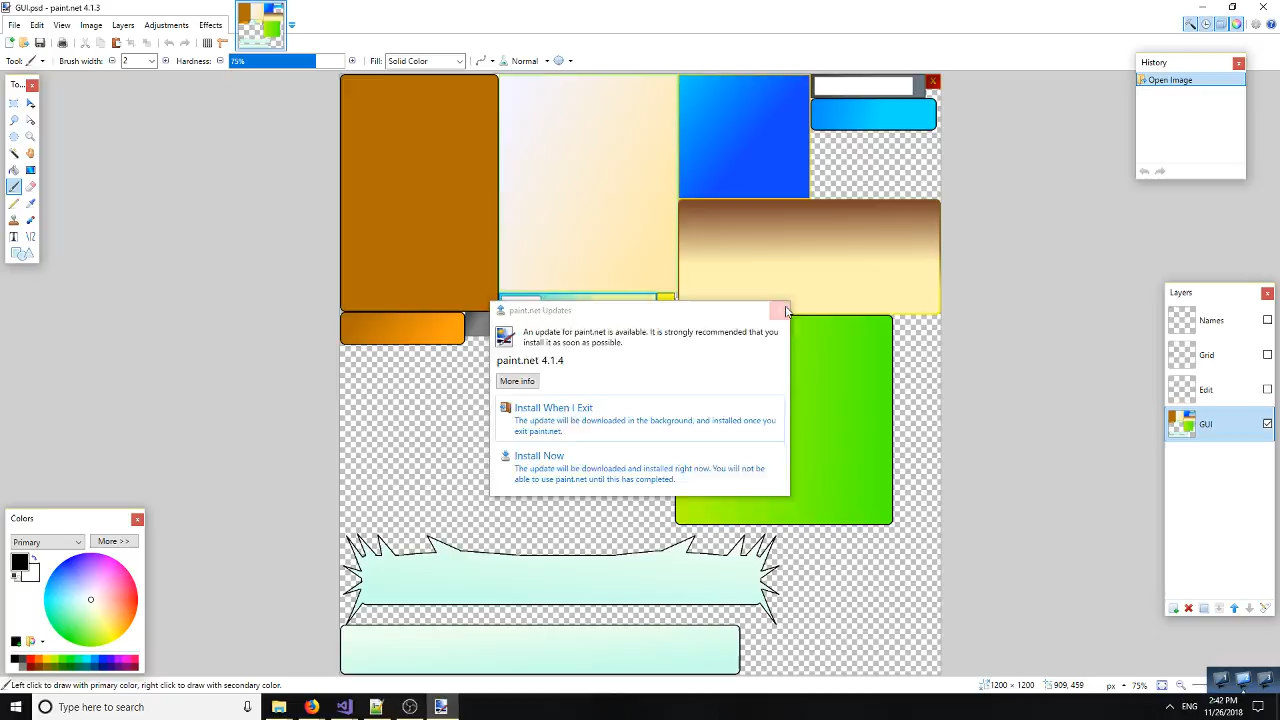 GUI.psd - paint.net 4.1.3
File Edit View Image Layers Adjustments Effects
Tool: Brush width: 2 Hardness: 75% Fill: Solid Color Normal
To...
History
Open Image
X
paint.net Updates
An update for paint.net is available. It is strongly recommended that you
install it as soon as possible.
paint.net 4.1.4
More info
Install When I Exit
The update will be downloaded in the background, and installed once you
exit paint.net.
Install Now
The update will be downloaded and installed right now. You will not be
able to use paint.net until this has completed.
Layers
Names
Grid
Edit
GUI
Colors
Primary More >>
Left click to draw with primary color, right click to draw with secondary color. 1200 × 1200 909, 459 px 75%
Type here to search
ENG
2:42 PM
11/26/2018